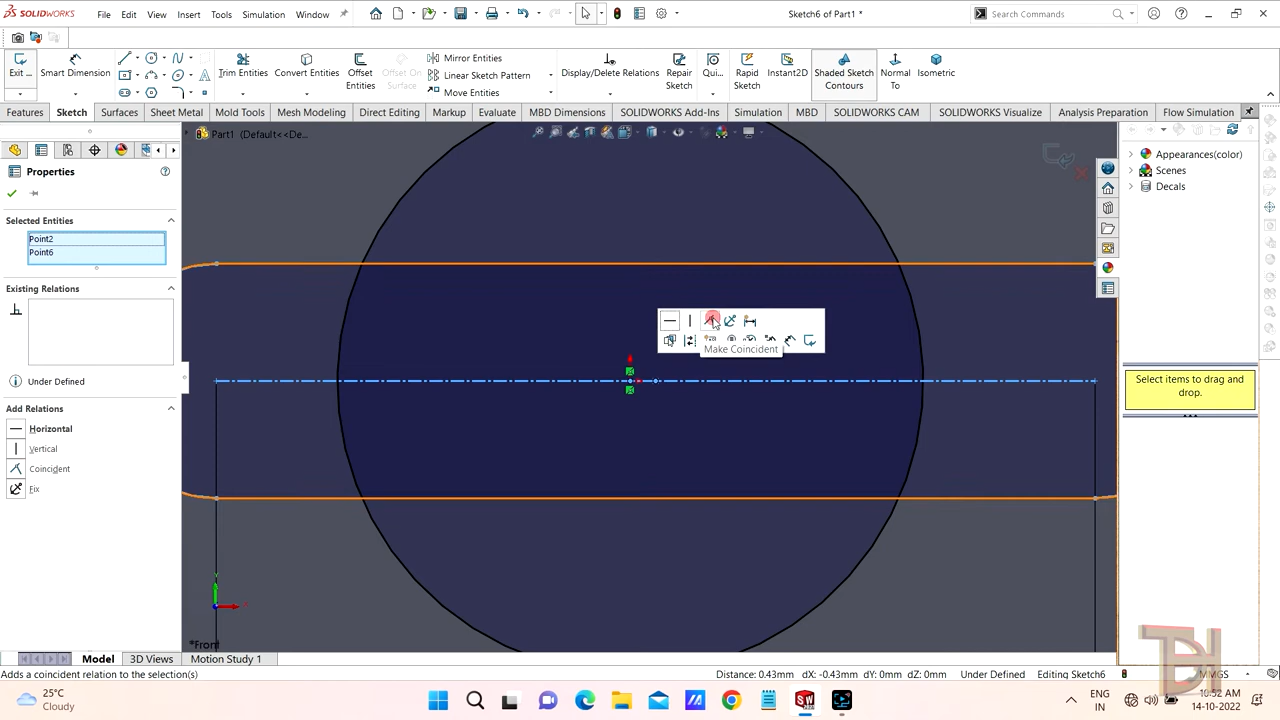 SOLIDWORKS
File
Edit
View
Insert
Tools
Simulation
Window
Sketch6 of Part1 *
Search Commands
Exit ...
Smart Dimension
Trim Entities
Convert Entities
Offset Entities
Offset On Surface
Mirror Entities
Linear Sketch Pattern
Move Entities
Display/Delete Relations
Repair Sketch
Qui...
Rapid Sketch
Instant2D
Shaded Sketch Contours
Normal To
Isometric
Features
Sketch
Surfaces
Sheet Metal
Mold Tools
Mesh Modeling
Direct Editing
Markup
Evaluate
MBD Dimensions
SOLIDWORKS Add-Ins
Simulation
MBD
SOLIDWORKS CAM
SOLIDWORKS Visualize
Analysis Preparation
Flow Simulation
Part1 (Default<<De...
Properties
Selected Entities
Point2
Point6
Existing Relations
Under Defined
Add Relations
Horizontal
Vertical
Coincident
Fix
Make Coincident
Appearances(color)
Scenes
Decals
Select items to drag and
drop.
*Front
Model
3D Views
Motion Study 1
Adds a coincident relation to the selection(s)
Distance: 0.43mm dX: -0.43mm dY: 0mm dZ: 0mm
Under Defined
Editing Sketch6
MMGS
25°C
Cloudy
ENG
IN
10:52 AM
14-10-2022